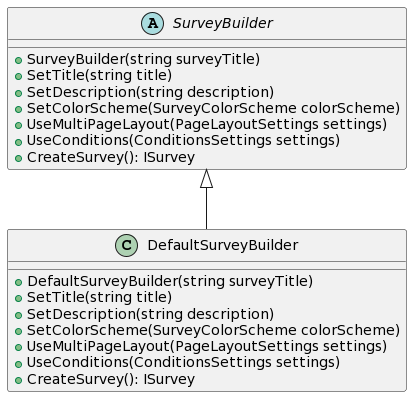 A SurveyBuilder
SurveyBuilder(string surveyTitle)
SetTitle(string title)
SetDescription(string description)
SetColorScheme(SurveyColorScheme colorScheme)
UseMultiPageLayout(PageLayoutSettings settings)
UseConditions(ConditionsSettings settings)
CreateSurvey(): ISurvey
C DefaultSurveyBuilder
DefaultSurveyBuilder(string surveyTitle)
SetTitle(string title)
SetDescription(string description)
SetColorScheme(SurveyColorScheme colorScheme)
UseMultiPageLayout(PageLayoutSettings settings)
UseConditions(ConditionsSettings settings)
CreateSurvey(): ISurvey